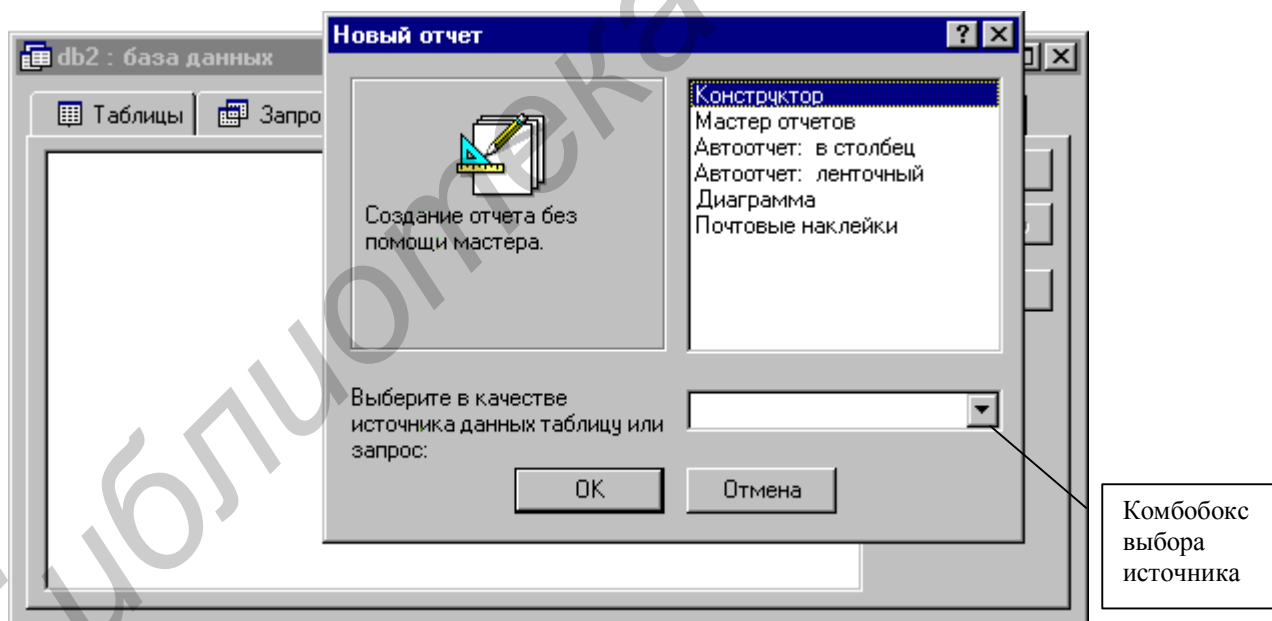 Новый отчет
db2 : база данных
Таблицы
Запро
Конструктор
Мастер отчетов
Автоотчет: в столбец
Автоотчет: ленточный
Диаграмма
Почтовые наклейки
Создание отчета без
помощи мастера.
Выберите в качестве
источника данных таблицу или
запрос:
OK
Отмена
Комбобокс
выбора
источника
иблиотека